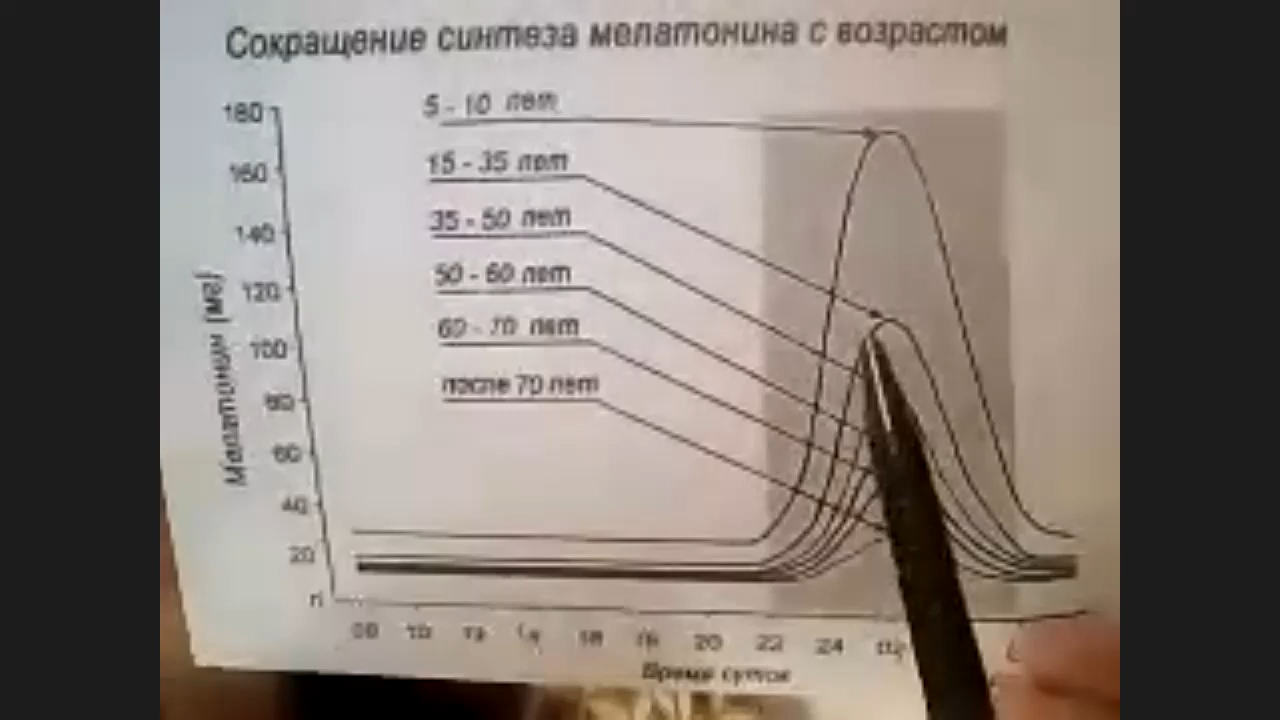 Сокращение синтеза мелатонина с возрастом
180
160
140
120
100
80
60
40
20
Мелатонин (мг)
5 - 10 лет
15 - 35 лет
35 - 50 лет
50 - 60 лет
60 - 70 лет
после 70 лет
08 10 18 20 22 24
Время суток